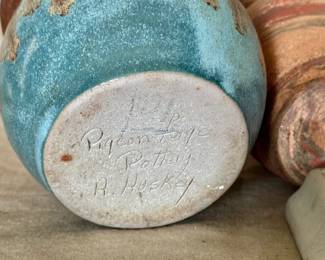 Pigeon Forge
Pottery
R. Huskey